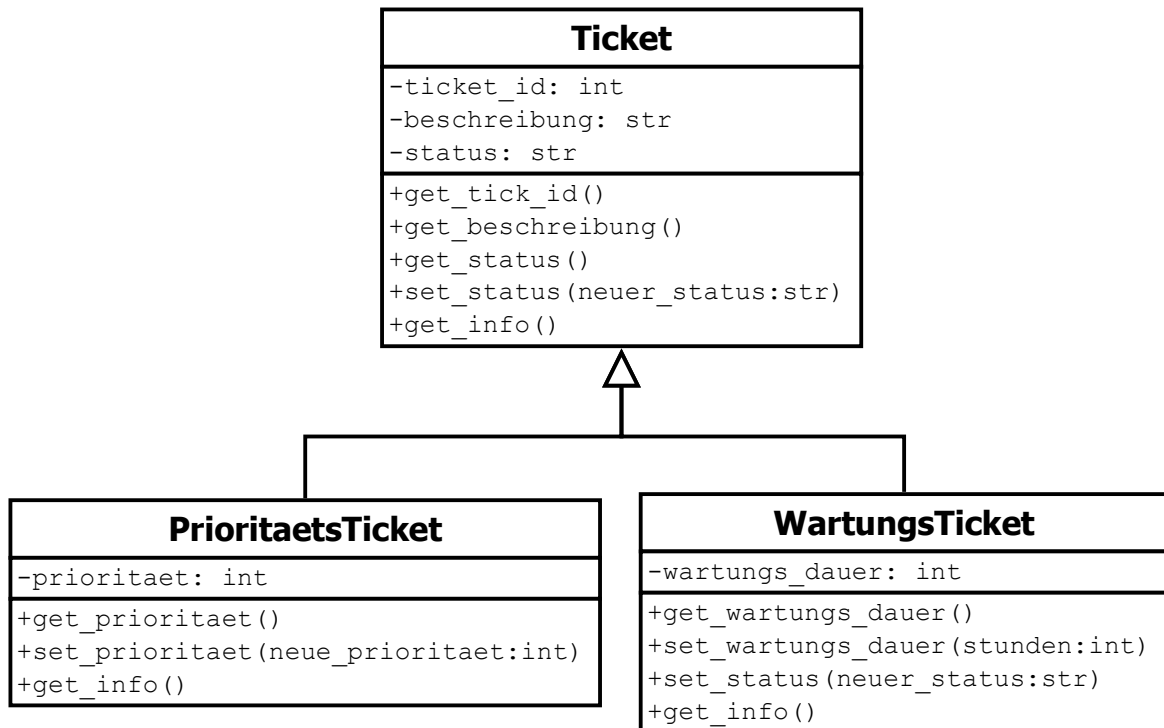 Ticket
-ticket_id: int
-beschreibung: str
-status: str
+get_tick_id()
+get_beschreibung()
+get_status()
+set_status(neuer_status:str)
+get_info()
PrioritaetsTicket
-prioritaet: int
+get_prioritaet()
+set_prioritaet(neue_prioritaet:int)
+get_info()
WartungsTicket
-wartungs_dauer: int
+get_wartungs_dauer()
+set_wartungs_dauer(stunden:int)
+set_status(neuer_status:str)
+get_info()